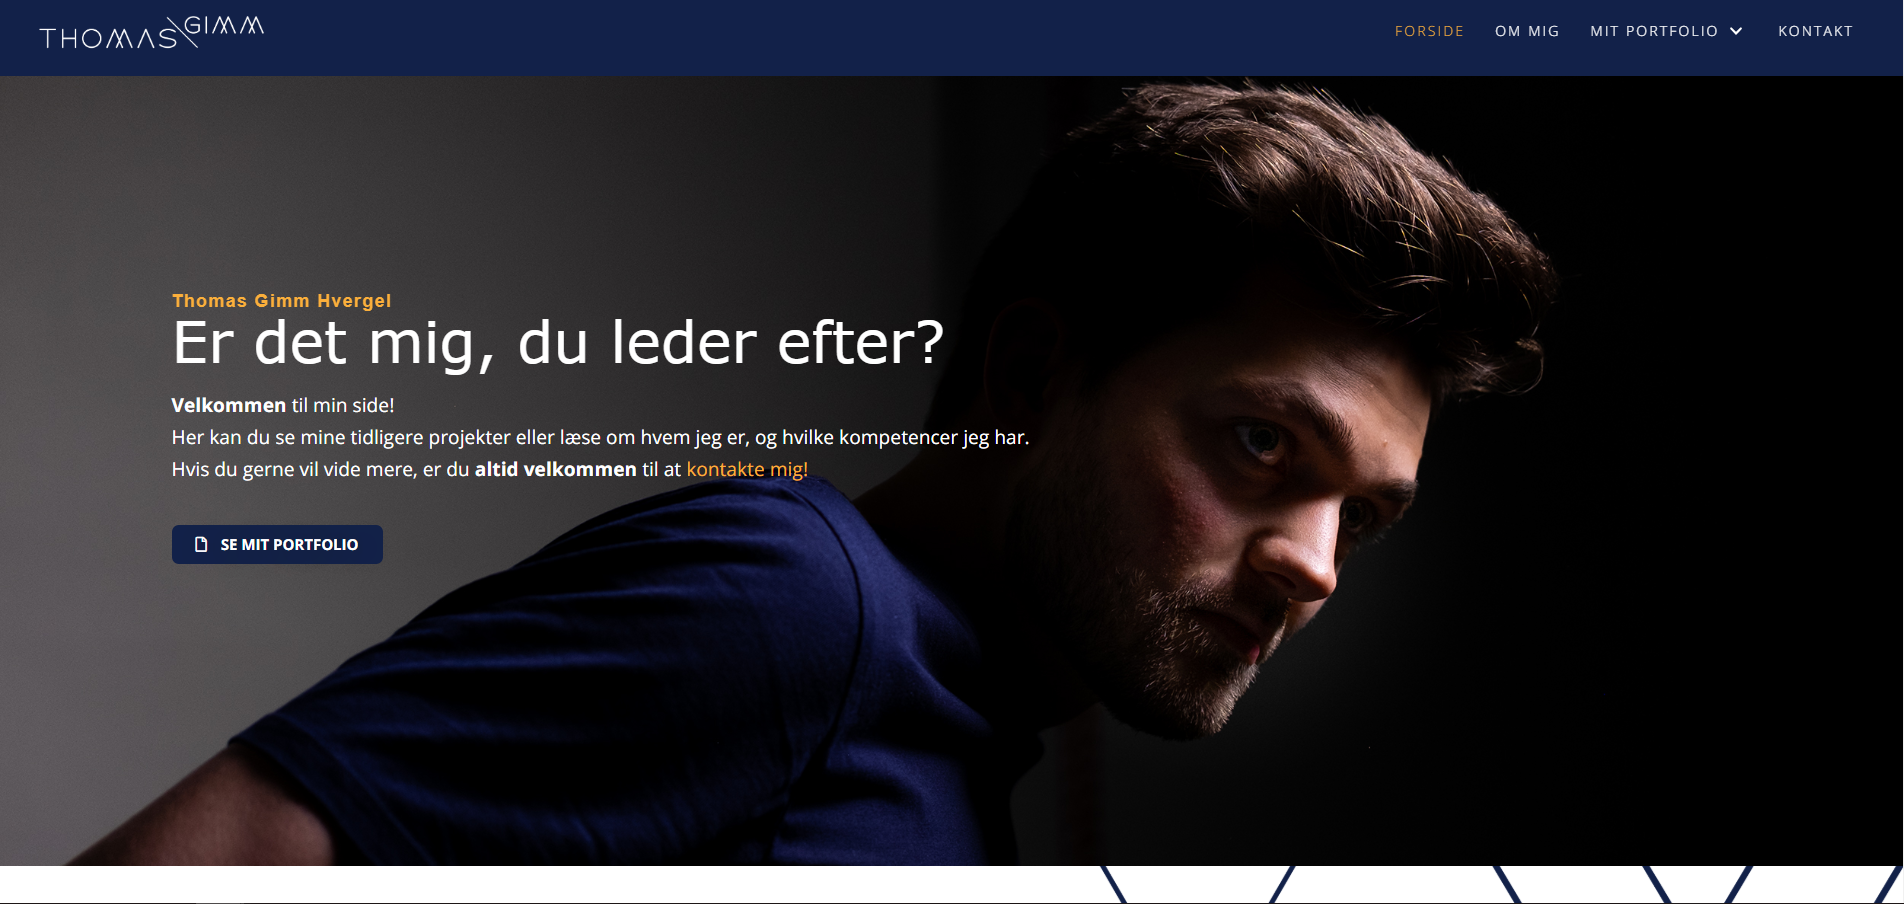 THOMAS GIMM
FORSIDE OM MIG MIT PORTFOLIO KONTAKT
Thomas Gimm Hvergel
Er det mig, du leder efter?
Velkommen til min side!
Her kan du se mine tidligere projekter eller læse om hvem jeg er, og hvilke kompetencer jeg har.
Hvis du gerne vil vide mere, er du altid velkommen til at kontakte mig!
SE MIT PORTFOLIO